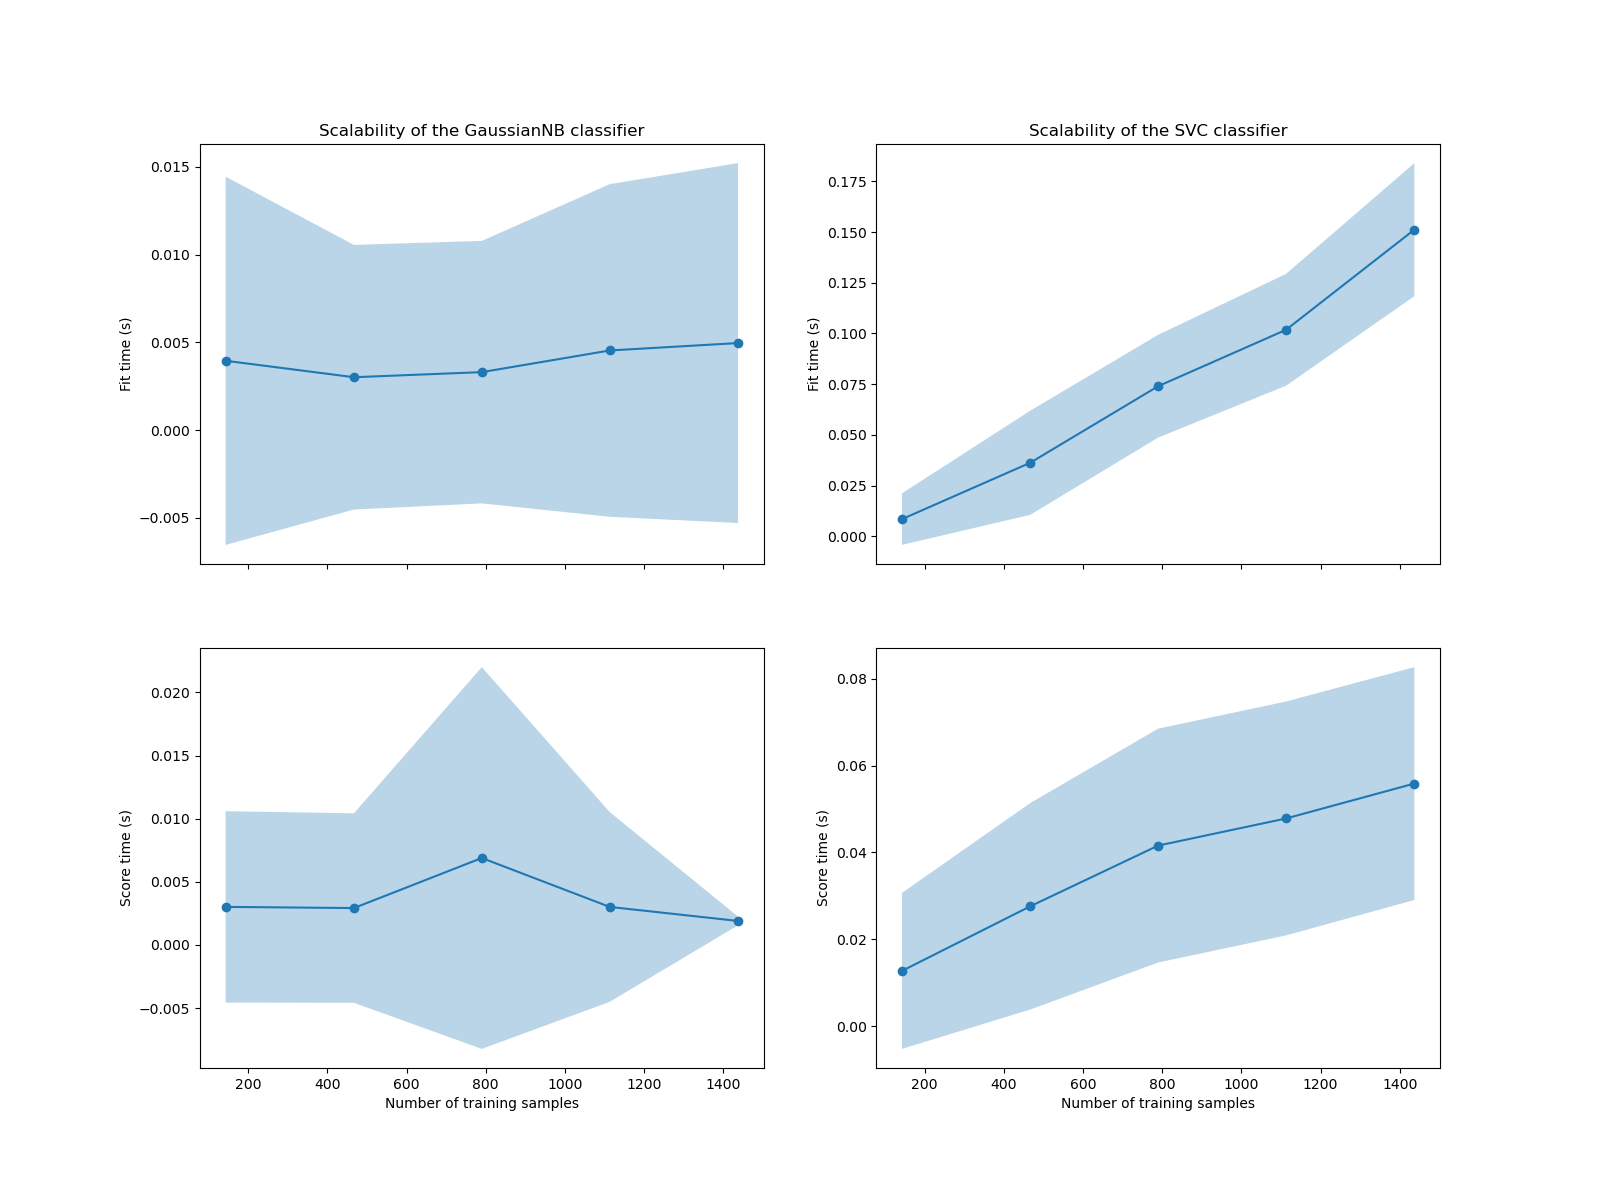 Scalability of the GaussianNB classifier
Fit time (s)
0.015
0.010
0.005
0.000
−0.005
Scalability of the SVC classifier
Fit time (s)
0.175
0.150
0.125
0.100
0.075
0.050
0.025
0.000
Score time (s)
0.020
0.015
0.010
0.005
0.000
−0.005
200 400 600 800 1000 1200 1400
Number of training samples
Score time (s)
0.08
0.06
0.04
0.02
0.00
200 400 600 800 1000 1200 1400
Number of training samples